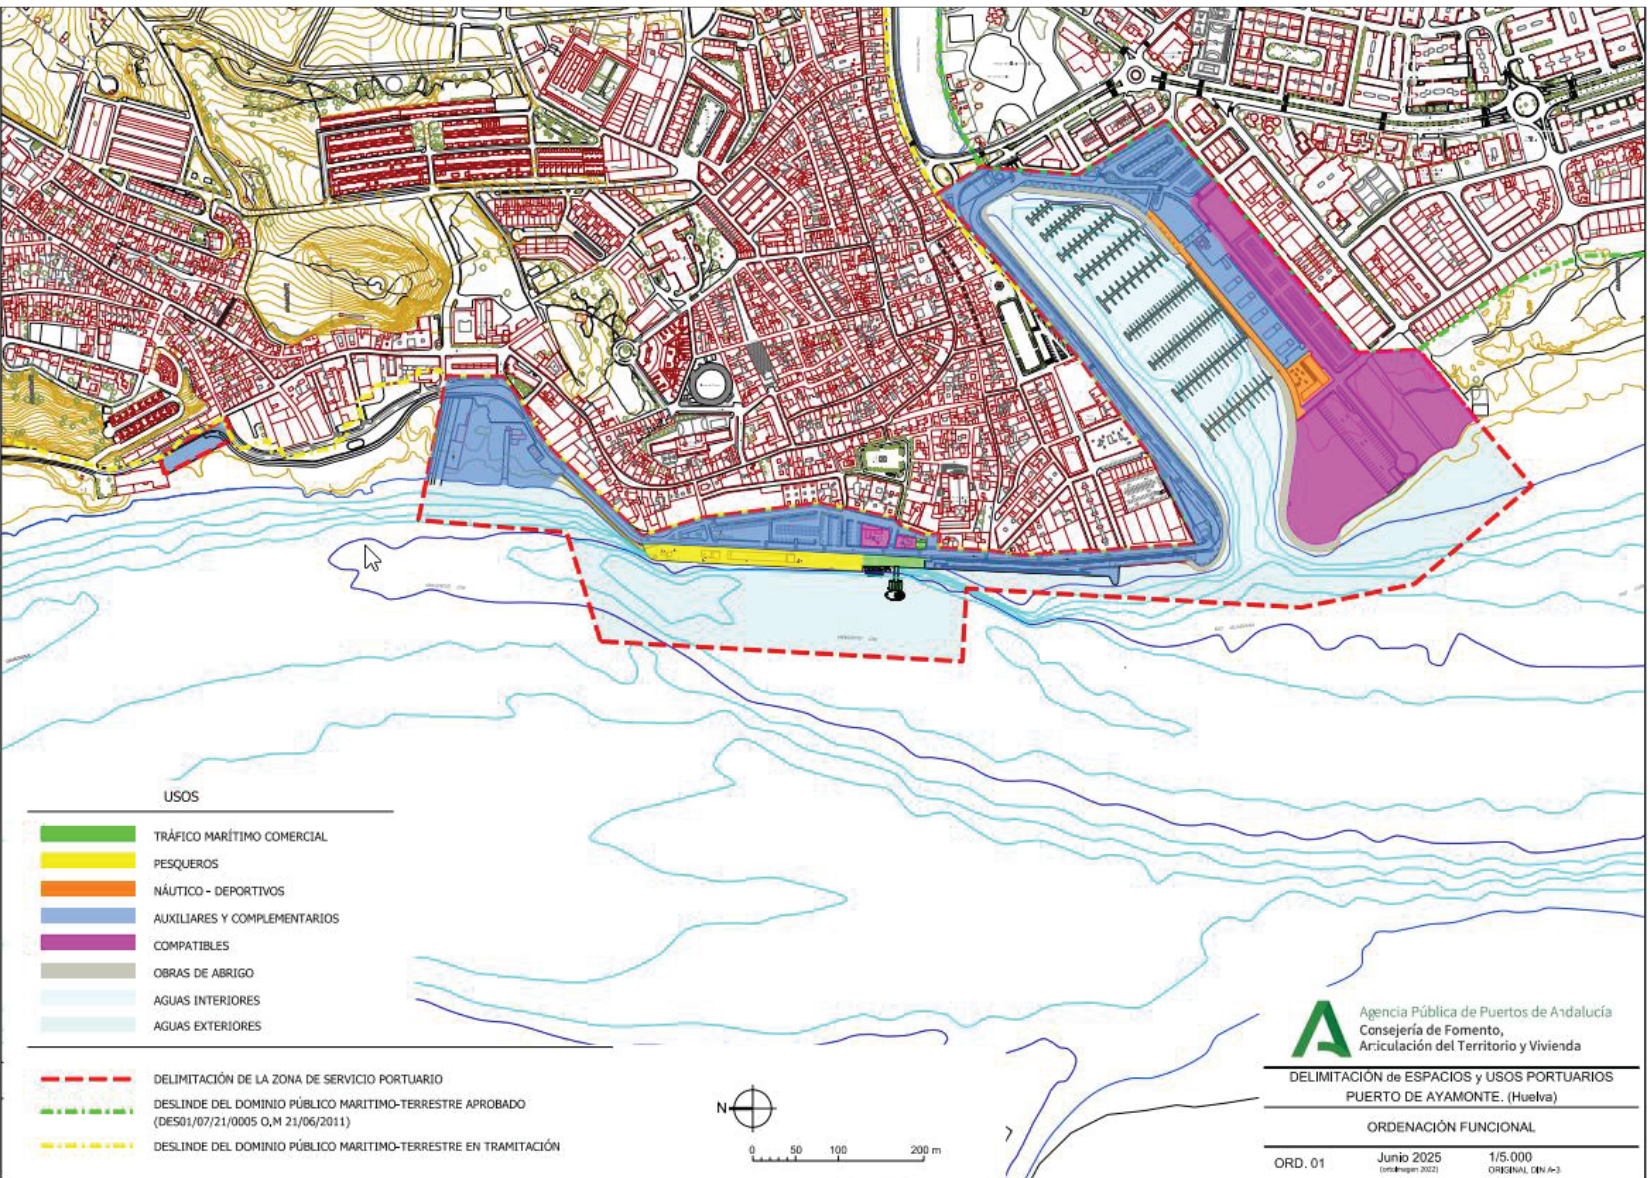 USOS
TRÁFICO MARÍTIMO COMERCIAL
PESQUEROS
NÁUTICO - DEPORTIVOS
AUXILIARES Y COMPLEMENTARIOS
COMPATIBLES
OBRAS DE ABRIGO
AGUAS INTERIORES
AGUAS EXTERIORES
DELIMITACIÓN DE LA ZONA DE SERVICIO PORTUARIO
DESLINDE DEL DOMINIO PÚBLICO MARITIMO-TERRESTRE APROBADO
(DES01/07/21/0005 O.M 21/06/2011)
DESLINDE DEL DOMINIO PÚBLICO MARITIMO-TERRESTRE EN TRAMITACIÓN
N
0 50 100 200 m
Agencia Pública de Puertos de Andalucía
Consejería de Fomento,
Articulación del Territorio y Vivienda
DELIMITACIÓN de ESPACIOS y USOS PORTUARIOS
PUERTO DE AYAMONTE. (Huelva)
ORDENACIÓN FUNCIONAL
ORD. 01
Junio 2025
(ortoimagen 2022)
1/5.000
ORIGINAL DIN A-3